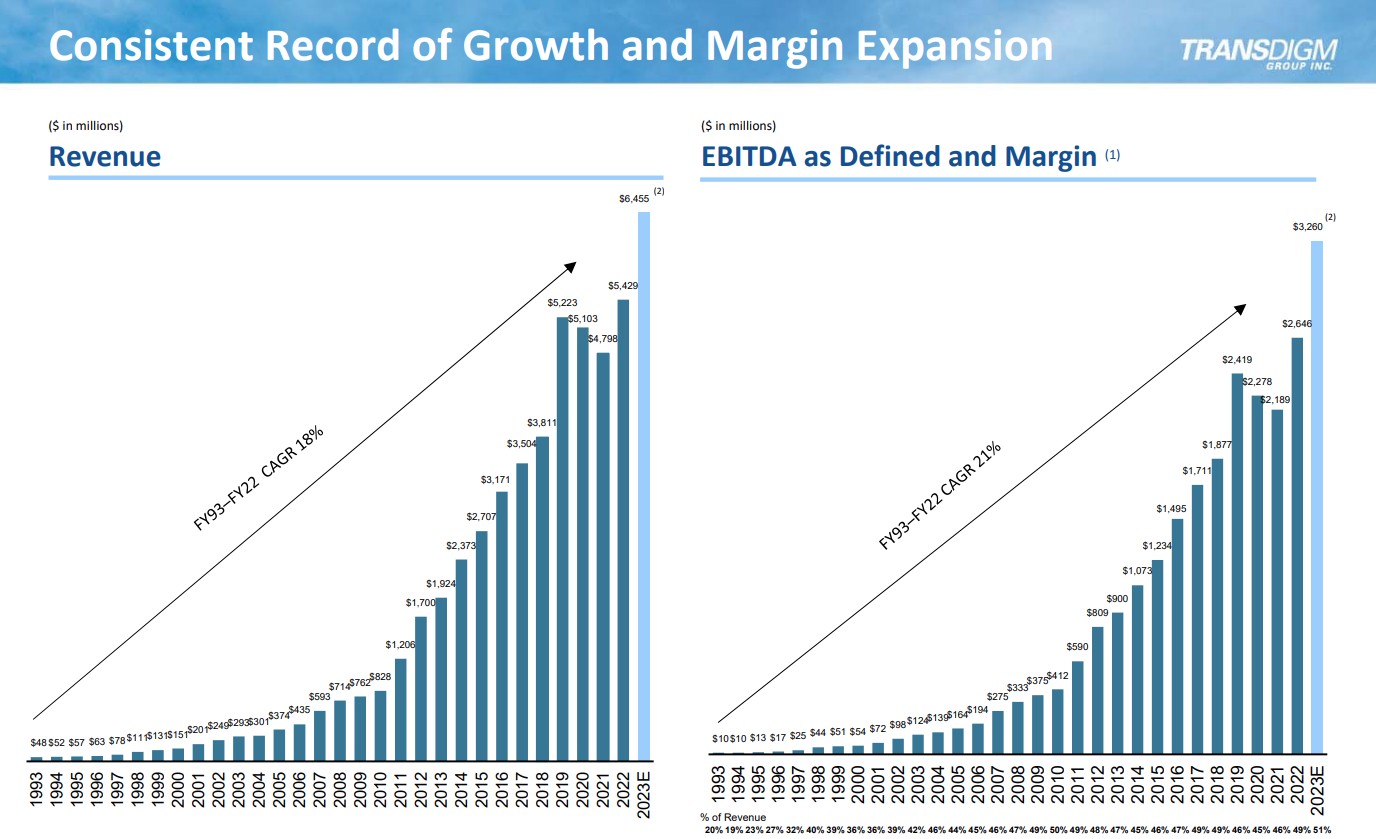 Consistent Record of Growth and Margin Expansion
TRANSDIGM
GROUP INC.
($ in millions)
Revenue
$48 $52 $57 $63 $78 $111 $131 $151 $201 $249 $293 $301 $374 $435 $593 $714 $762 $828 $1,206 $1,700 $1,924 $2,373 $2,707 $3,171 $3,504 $3,811 $5,223 $5,103 $4,798 $5,429 $6,455 (2)
FY93–FY22 CAGR 18%
1993 1994 1995 1996 1997 1998 1999 2000 2001 2002 2003 2004 2005 2006 2007 2008 2009 2010 2011 2012 2013 2014 2015 2016 2017 2018 2019 2020 2021 2022 2023E
($ in millions)
EBITDA as Defined and Margin (1)
$10 $10 $13 $17 $25 $44 $51 $54 $72 $98 $124 $139 $164 $194 $275 $333 $375 $412 $590 $809 $900 $1,073 $1,234 $1,495 $1,711 $1,877 $2,419 $2,278 $2,189 $2,646 $3,260 (2)
FY93–FY22 CAGR 21%
1993 1994 1995 1996 1997 1998 1999 2000 2001 2002 2003 2004 2005 2006 2007 2008 2009 2010 2011 2012 2013 2014 2015 2016 2017 2018 2019 2020 2021 2022 2023E
% of Revenue
20% 19% 23% 27% 32% 40% 39% 36% 36% 39% 42% 46% 44% 45% 46% 47% 49% 50% 49% 48% 47% 45% 46% 47% 49% 49% 46% 45% 46% 49% 51%